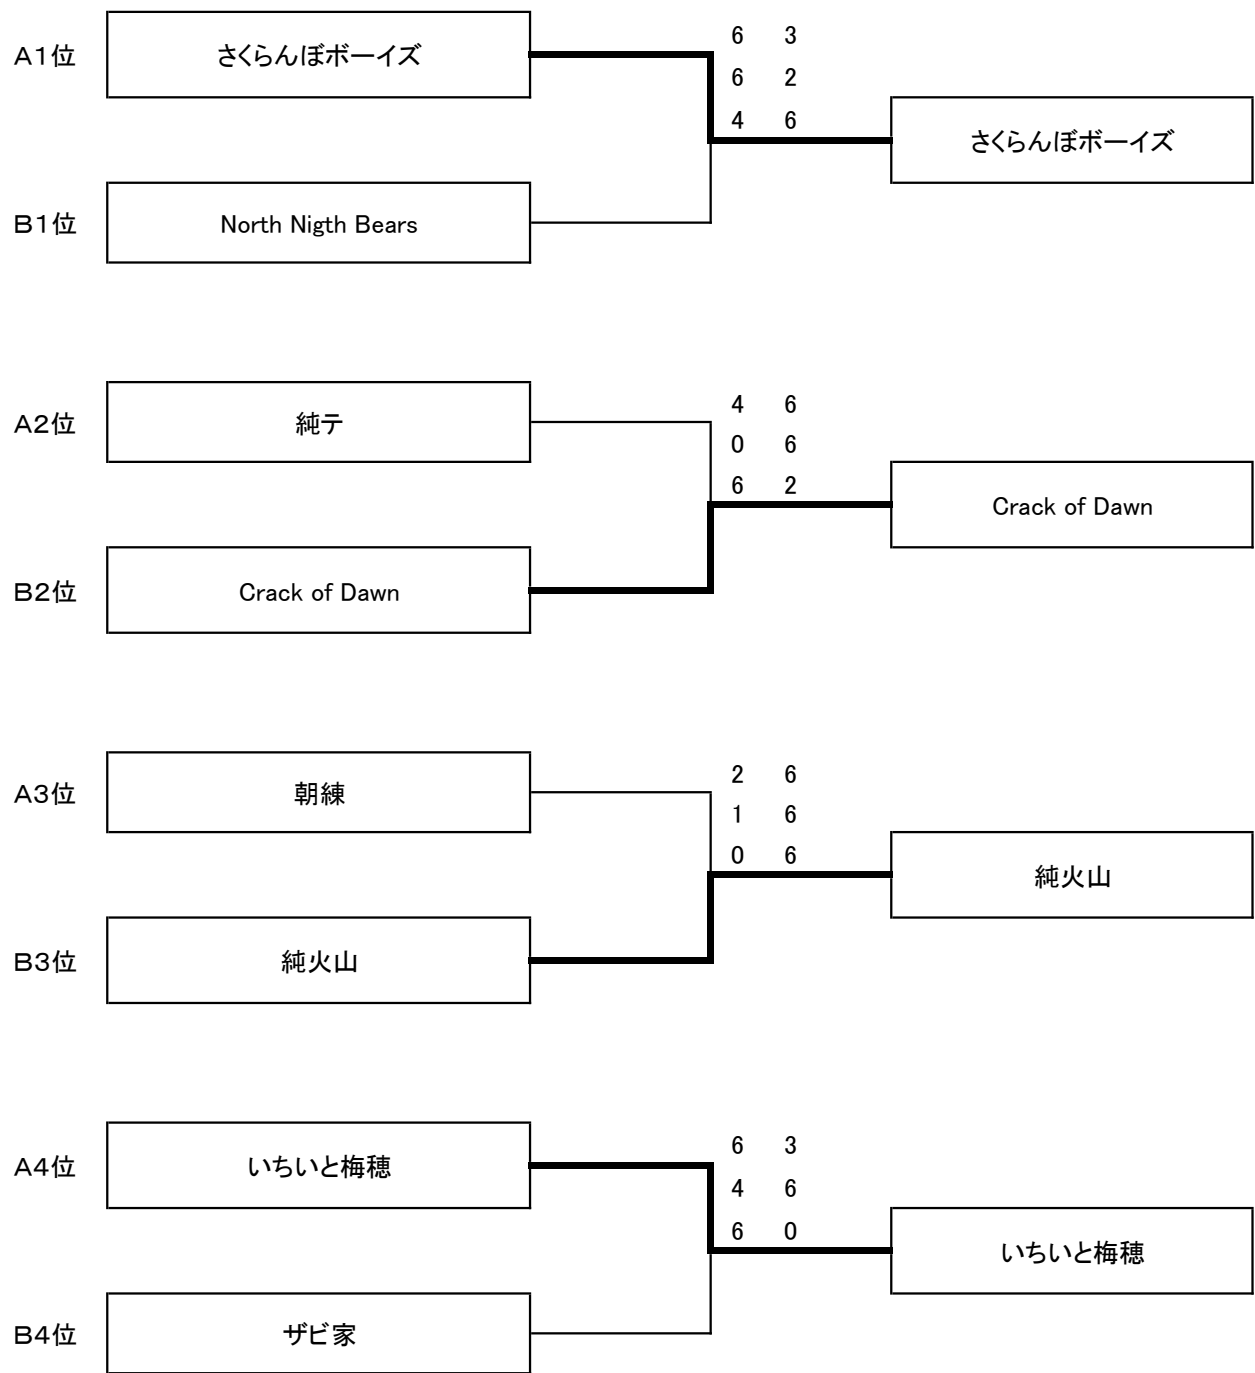 A1位 さくらんぼボーイズ
6 3
6 2
4 6
さくらんぼボーイズ
B1位 North Nigth Bears
A2位 純テ
4 6
0 6
6 2
Crack of Dawn
B2位 Crack of Dawn
A3位 朝練
2 6
1 6
0 6
純火山
B3位 純火山
A4位 いちいと梅穂
6 3
4 6
6 0
いちいと梅穂
B4位 ザビ家